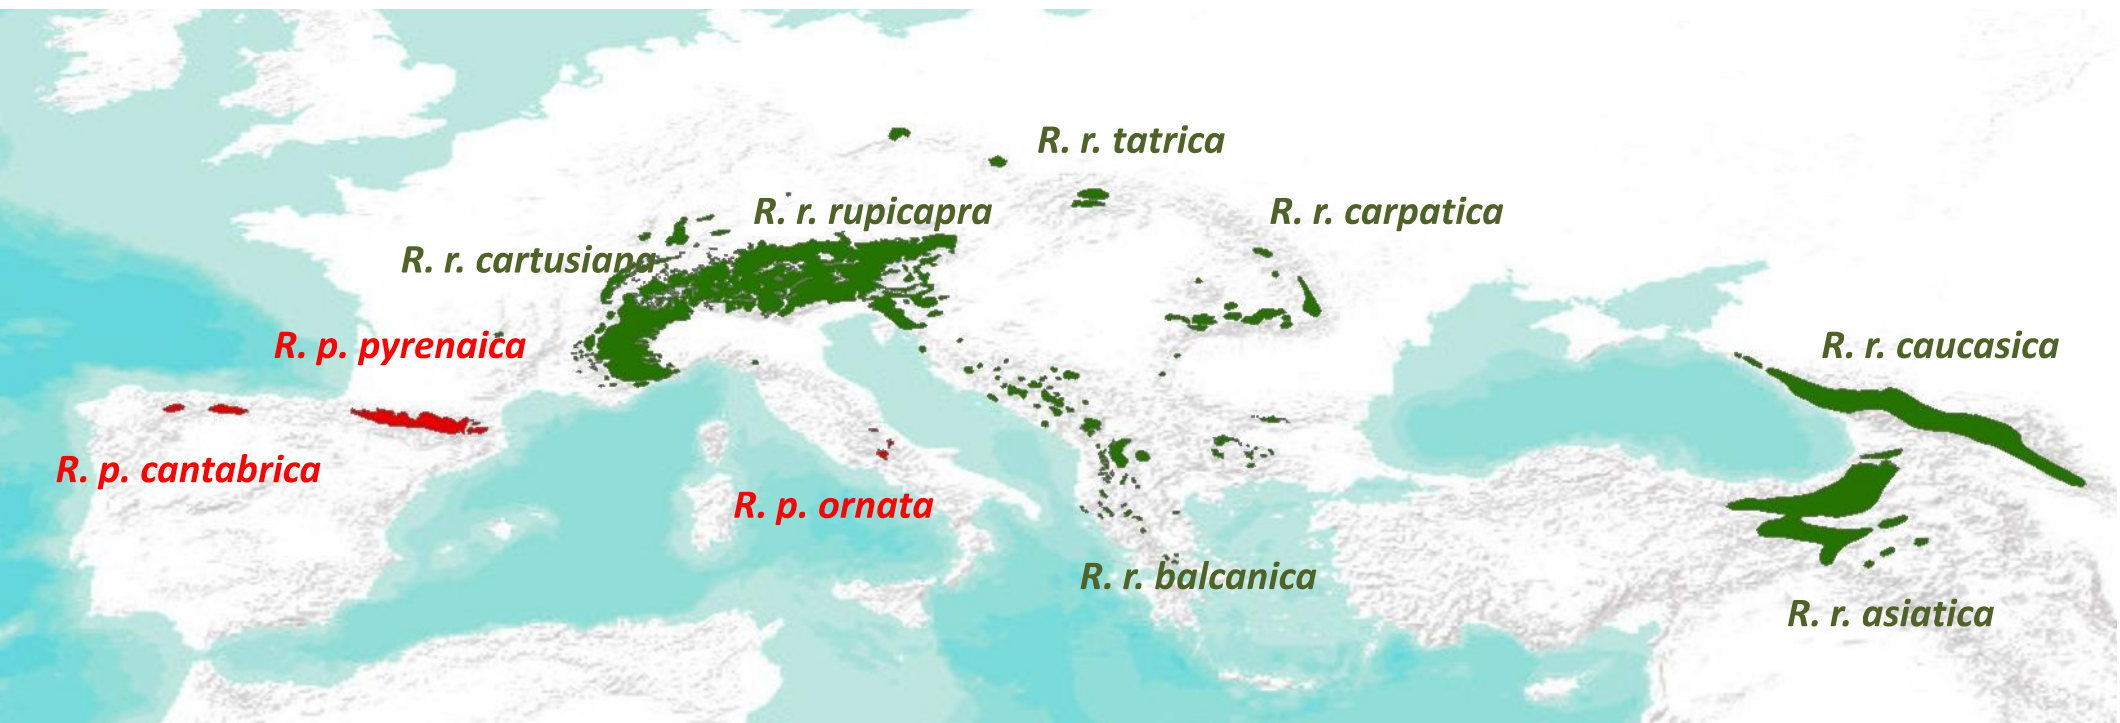 R. r. tatrica
R. r. rupicapra
R. r. carpatica
R. r. cartusiana
R. p. pyrenaica
R. r. caucasica
R. p. cantabrica
R. p. ornata
R. r. balcanica
R. r. asiatica